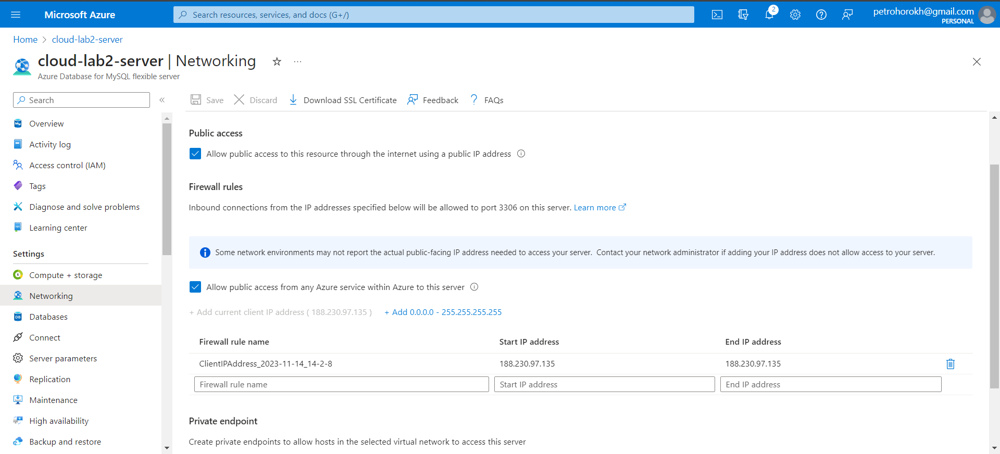 Microsoft Azure
Search resources, services, and docs (G+/)
2
petrohorokh@gmail.com
PERSONAL
Home > cloud-lab2-server
cloud-lab2-server | Networking
Azure Database for MySQL flexible server
Search
Save
Discard
Download SSL Certificate
Feedback
FAQs
Overview
Activity log
Access control (IAM)
Tags
Diagnose and solve problems
Learning center
Settings
Compute + storage
Networking
Databases
Connect
Server parameters
Replication
Maintenance
High availability
Backup and restore
Public access
Allow public access to this resource through the internet using a public IP address
Firewall rules
Inbound connections from the IP addresses specified below will be allowed to port 3306 on this server. Learn more
Some network environments may not report the actual public-facing IP address needed to access your server. Contact your network administrator if adding your IP address does not allow access to your server.
Allow public access from any Azure service within Azure to this server
+ Add current client IP address ( 188.230.97.135 ) + Add 0.0.0.0 - 255.255.255.255
Firewall rule name Start IP address End IP address
ClientIPAddress_2023-11-14_14-2-8 188.230.97.135 188.230.97.135
Firewall rule name Start IP address End IP address
Private endpoint
Create private endpoints to allow hosts in the selected virtual network to access this server